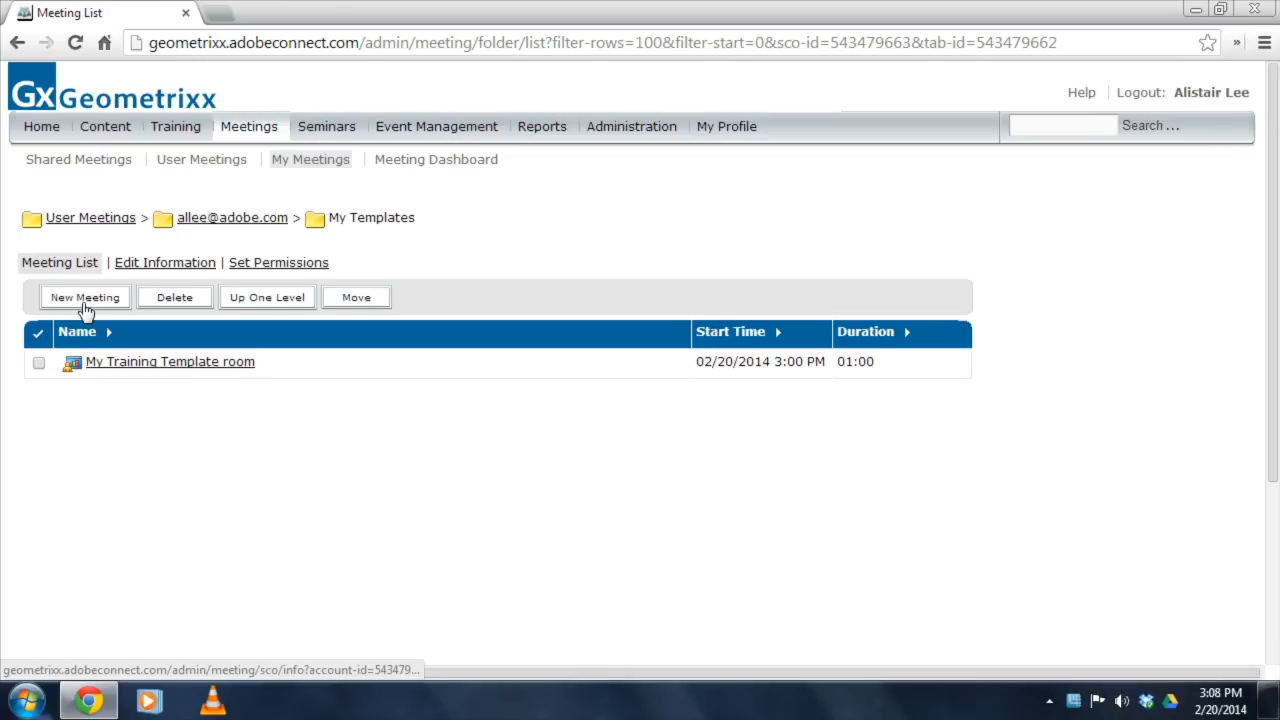 Meeting List
geometrixx.adobeconnect.com/admin/meeting/folder/list?filter-rows=100&filter-start=0&sco-id=543479663&tab-id=543479662
Gx Geometrixx
Help Logout: Alistair Lee
Home Content Training Meetings Seminars Event Management Reports Administration My Profile Search ...
Shared Meetings User Meetings My Meetings Meeting Dashboard
User Meetings > allee@adobe.com > My Templates
Meeting List | Edit Information | Set Permissions
New Meeting Delete Up One Level Move
Name Start Time Duration
My Training Template room 02/20/2014 3:00 PM 01:00
geometrixx.adobeconnect.com/admin/meeting/sco/info?account-id=543479...
3:08 PM
2/20/2014